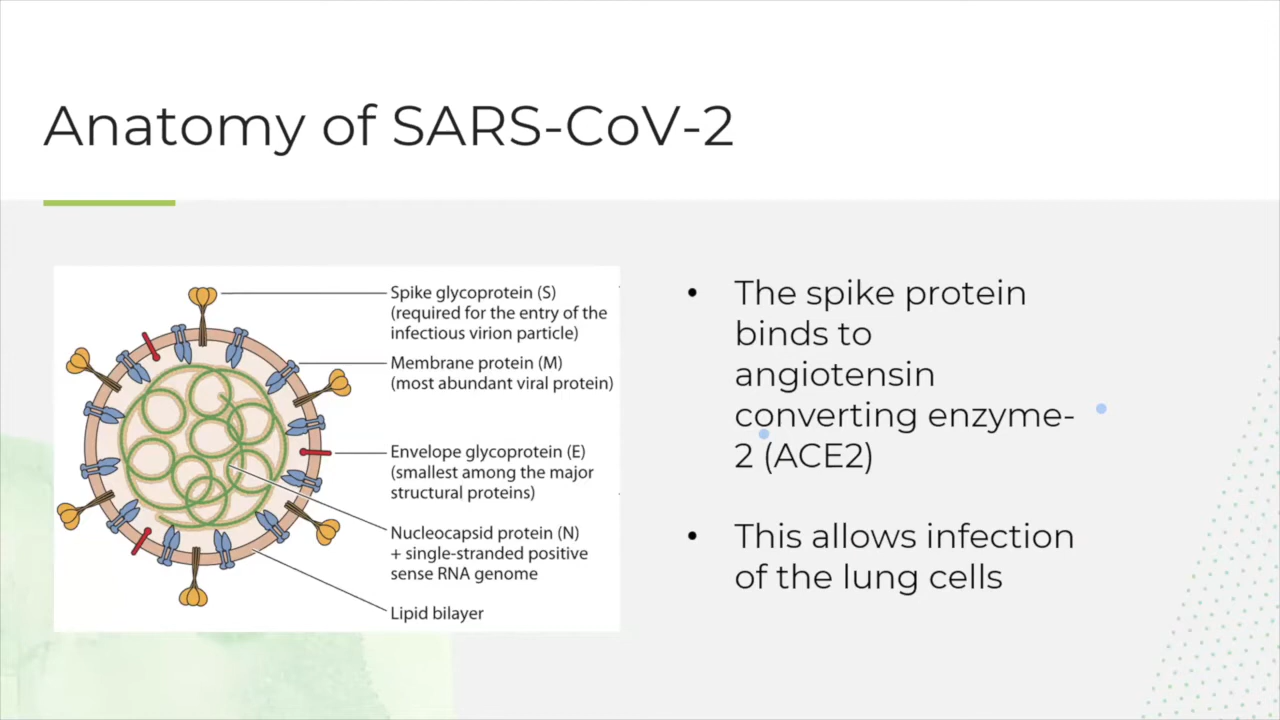 Anatomy of SARS-CoV-2
Spike glycoprotein (S)
(required for the entry of the
infectious virion particle)
Membrane protein (M)
(most abundant viral protein)
Envelope glycoprotein (E)
(smallest among the major
structural proteins)
Nucleocapsid protein (N)
+ single-stranded positive
sense RNA genome
Lipid bilayer
• The spike protein
binds to
angiotensin
converting enzyme-
2 (ACE2)
• This allows infection
of the lung cells